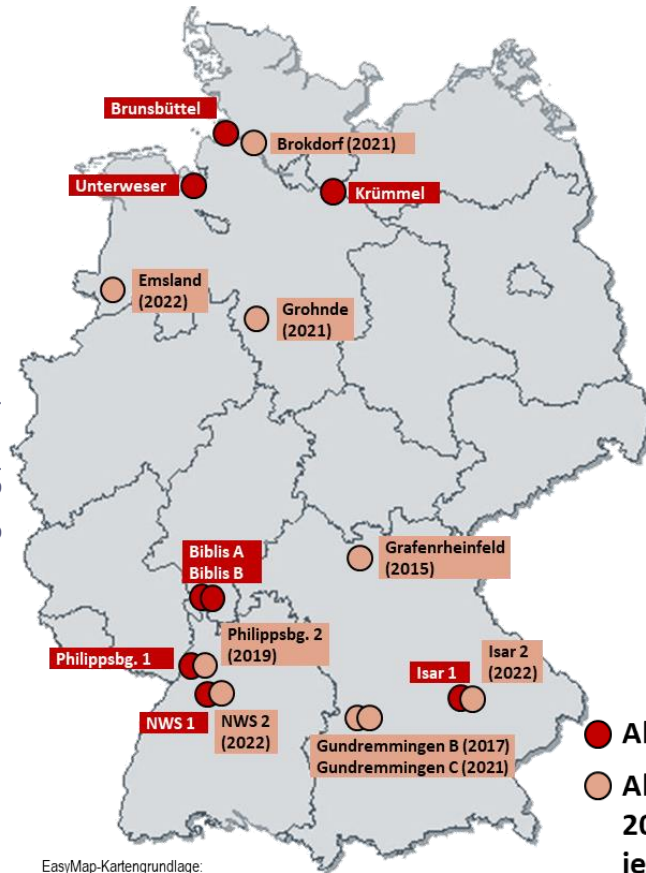 Brunsbüttel
Brokdorf (2021)
Unterweser
Krümmel
Emsland
(2022)
Grohnde
(2021)
Biblis A
Biblis B
Grafenrheinfeld
(2015)
Philippsbg. 2
(2019)
Philippsbg. 1
Isar 1
Isar 2
(2022)
NWS 1
NWS 2
(2022)
Gundremmingen B (2017)
Gundremmingen C (2021)
EasyMap-Kartengrundlage: